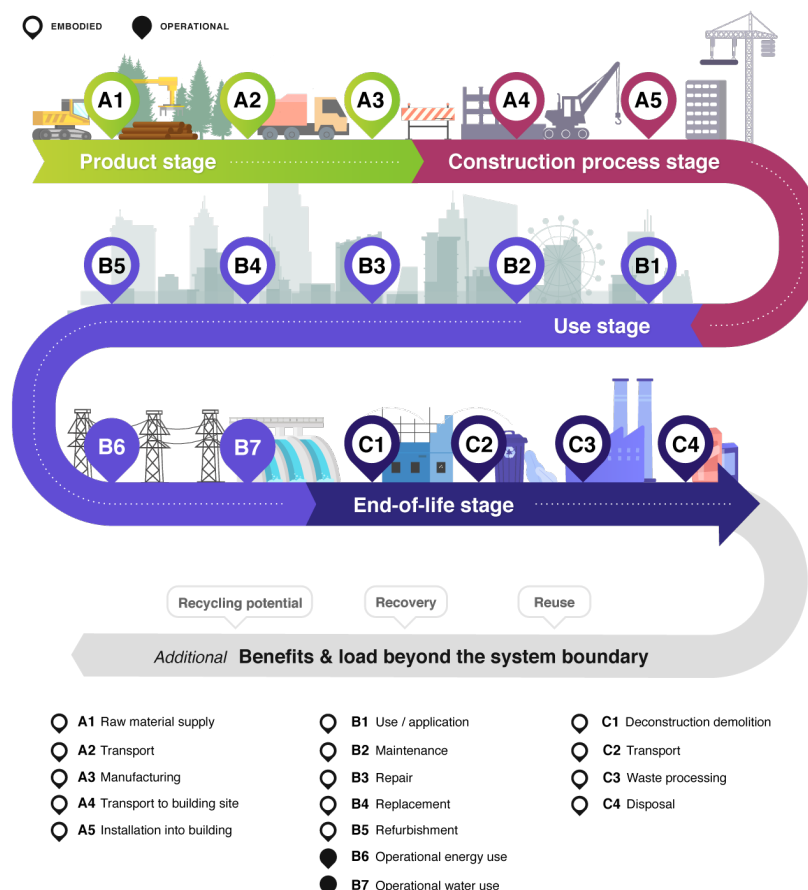 EMBODIED
OPERATIONAL
A1
A2
A3
A4
A5
Product stage
Construction process stage
B5
B4
B3
B2
B1
Use stage
B6
B7
C1
C2
C3
C4
End-of-life stage
Recycling potential
Recovery
Reuse
Additional Benefits & load beyond the system boundary
A1 Raw material supply
A2 Transport
A3 Manufacturing
A4 Transport to building site
A5 Installation into building
B1 Use / application
B2 Maintenance
B3 Repair
B4 Replacement
B5 Refurbishment
B6 Operational energy use
B7 Operational water use
C1 Deconstruction demolition
C2 Transport
C3 Waste processing
C4 Disposal